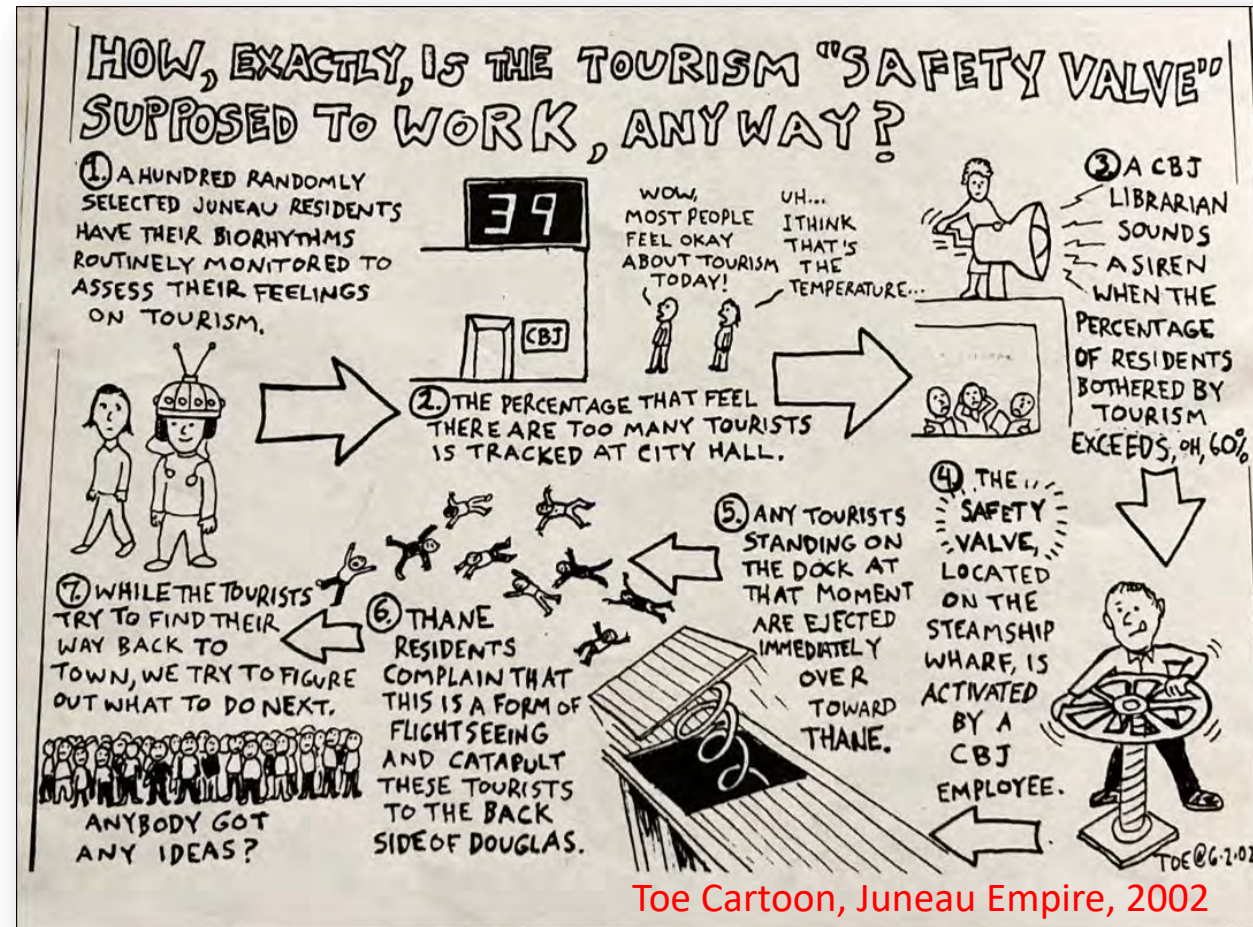 HOW, EXACTLY, IS THE TOURISM "SAFETY VALVE"
SUPPOSED TO WORK, ANYWAY?
1. A HUNDRED RANDOMLY
SELECTED JUNEAU RESIDENTS
HAVE THEIR BIORHYTHMS
ROUTINELY MONITORED TO
ASSESS THEIR FEELINGS
ON TOURISM.
39
CBJ
WOW,
MOST PEOPLE
FEEL OKAY
ABOUT TOURISM
TODAY!
UH...
I THINK
THAT'S
THE
TEMPERATURE...
2. THE PERCENTAGE THAT FEEL
THERE ARE TOO MANY TOURISTS
IS TRACKED AT CITY HALL.
3. A CBJ
LIBRARIAN
SOUNDS
A SIREN
WHEN THE
PERCENTAGE
OF RESIDENTS
BOTHERED BY
TOURISM
EXCEEDS, OH, 60%
4. THE
SAFETY
VALVE,
LOCATED
ON THE
STEAMSHIP
WHARF, IS
ACTIVATED
BY A
CBJ
EMPLOYEE.
5. ANY TOURISTS
STANDING ON
THE DOCK AT
THAT MOMENT
ARE EJECTED
IMMEDIATELY
OVER
TOWARD
THANE.
6. THANE
RESIDENTS
COMPLAIN THAT
THIS IS A FORM OF
FLIGHTSEEING
AND CATAPULT
THESE TOURISTS
TO THE BACK
SIDE OF DOUGLAS.
7. WHILE THE TOURISTS
TRY TO FIND THEIR
WAY BACK TO
TOWN, WE TRY TO FIGURE
OUT WHAT TO DO NEXT.
ANYBODY GOT
ANY IDEAS?
TOE@6.2.02
Toe Cartoon, Juneau Empire, 2002